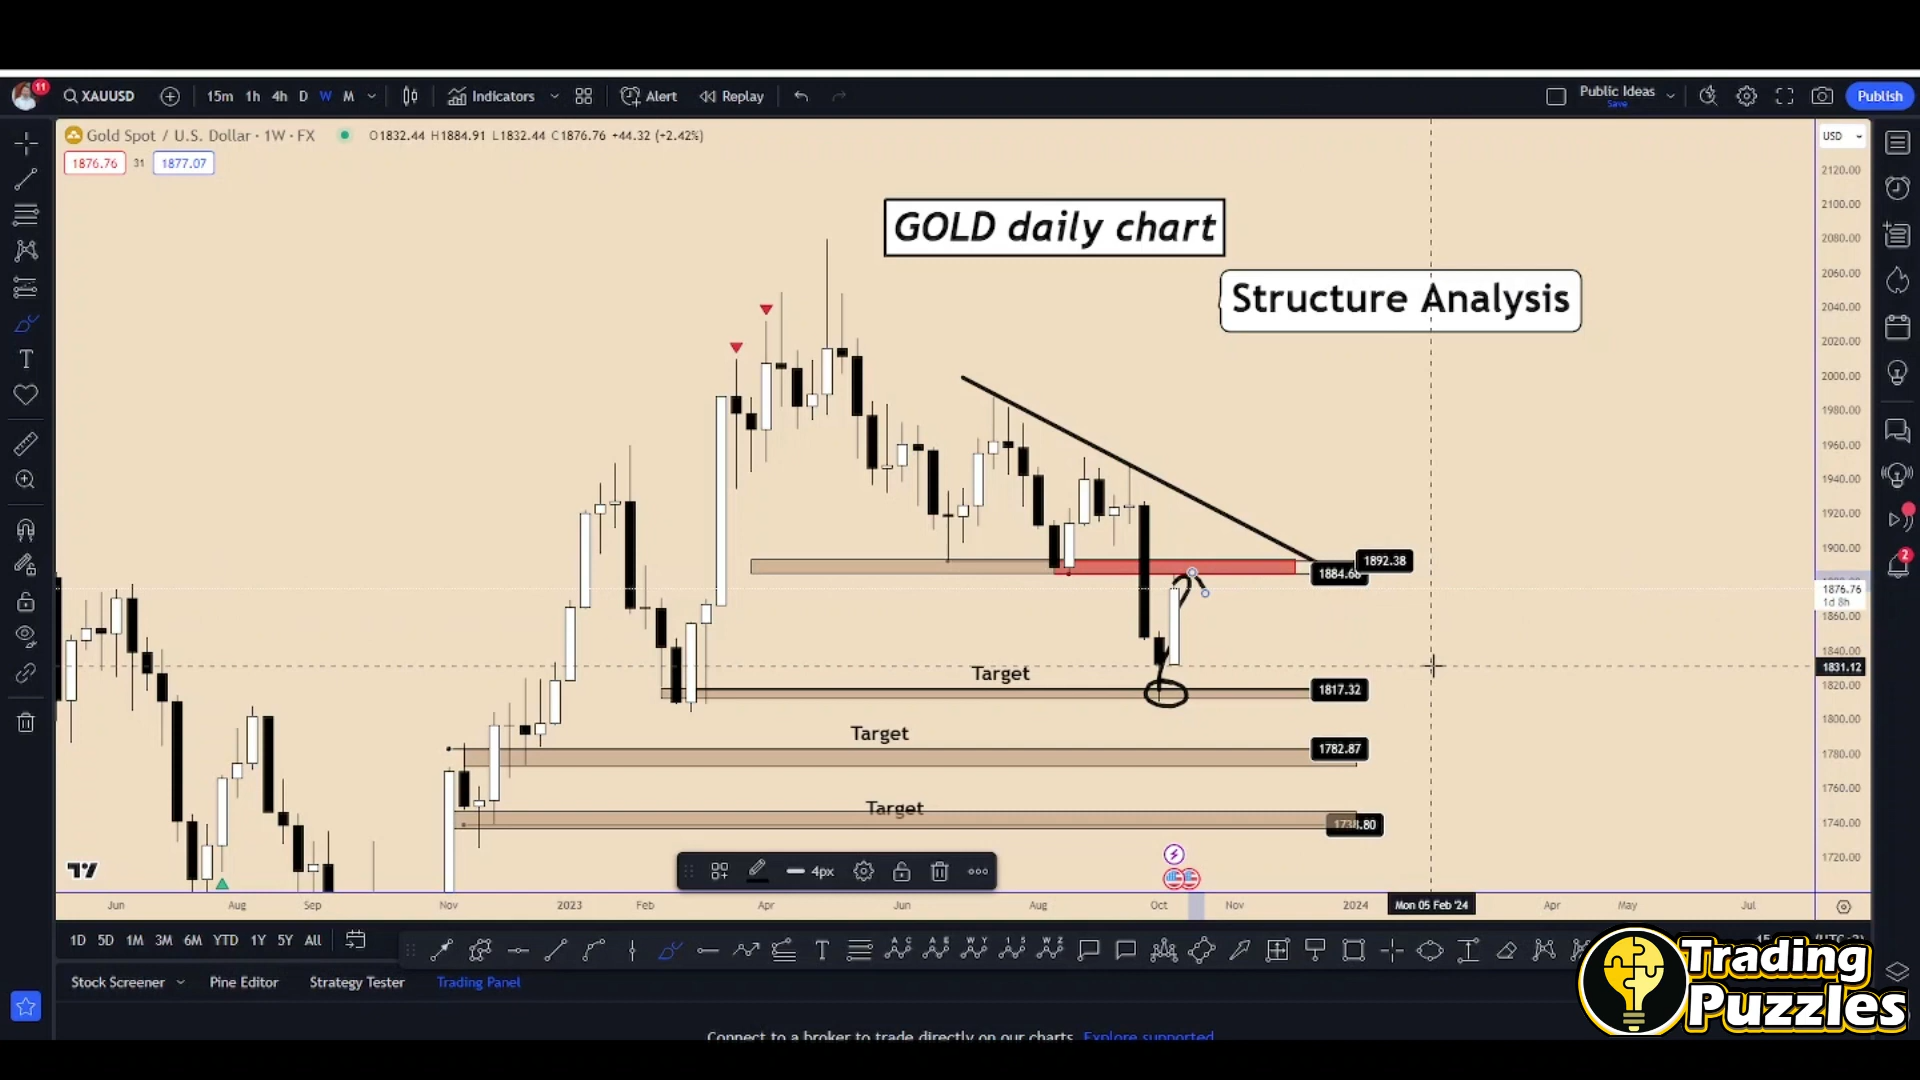 11
XAUUSD 15m 1h 4h D W M Indicators Alert Replay Public Ideas Save Publish
Gold Spot / U.S. Dollar · 1W · FX O1832.44 H1884.91 L1832.44 C1876.76 +44.32 (+2.42%) USD
1876.76 31 1877.07
2120.00
2100.00
GOLD daily chart
2080.00
2060.00
Structure Analysis
2040.00
2020.00
2000.00
1980.00
1960.00
1940.00
1920.00
1900.00
1892.38
1884.68
1876.76
1d 8h
1860.00
1840.00
1831.12
Target
1820.00
1817.32
1800.00
Target
1782.87
1780.00
1760.00
Target
1740.00
1720.00
4px
Jun Aug Sep Nov 2023 Feb Apr Jun Aug Oct Nov 2024 Mon 05 Feb '24 Apr May Jul
1D 5D 1M 3M 6M YTD 1Y 5Y All
2
Stock Screener Pine Editor Strategy Tester Trading Panel
Trading
Puzzles
Connect to a broker to trade directly on our charts. Explore supported